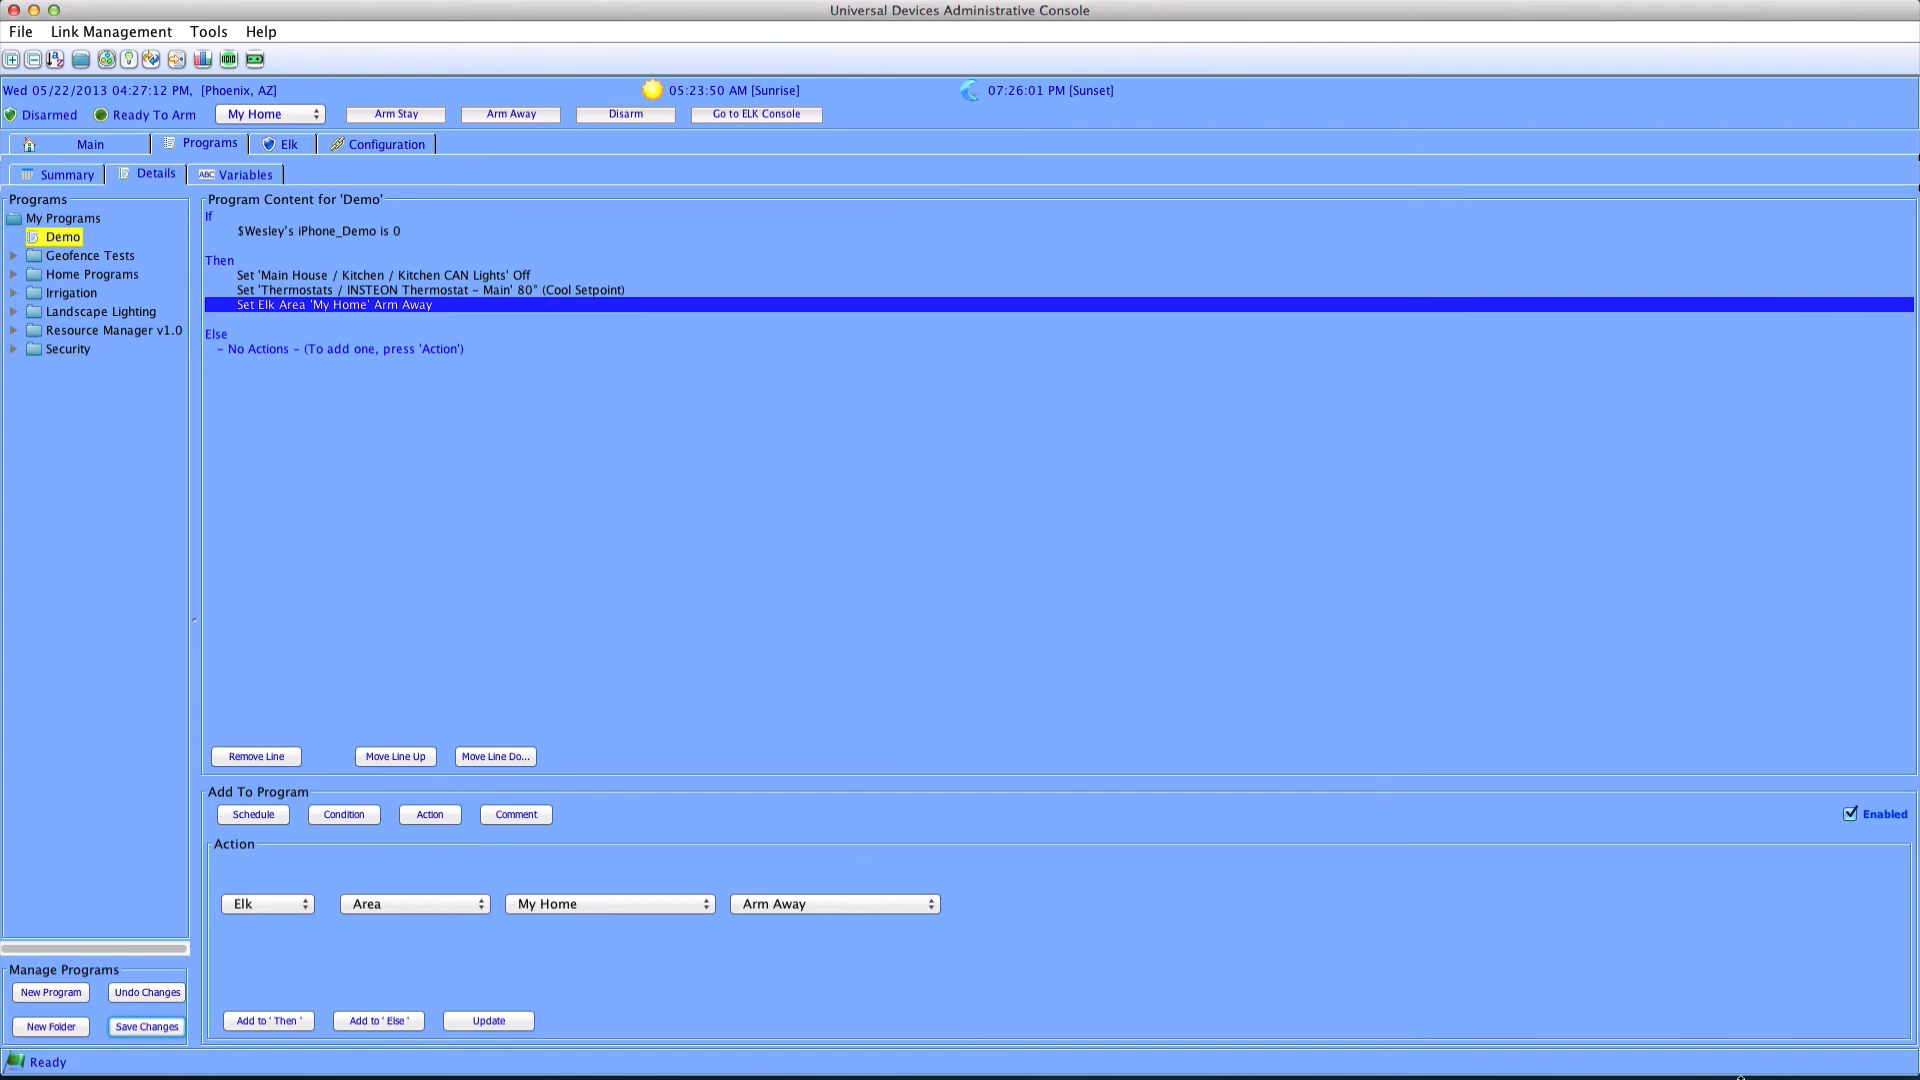 Universal Devices Administrative Console
File Link Management Tools Help
Wed 05/22/2013 04:27:12 PM, [Phoenix, AZ] 05:23:50 AM [Sunrise] 07:26:01 PM [Sunset]
Disarmed Ready To Arm My Home Arm Stay Arm Away Disarm Go to ELK Console
Main Programs Elk Configuration
Summary Details ABC Variables
Programs
My Programs
Demo
Geofence Tests
Home Programs
Irrigation
Landscape Lighting
Resource Manager v1.0
Security
Program Content for 'Demo'
If
$Wesley's iPhone_Demo is 0
Then
Set 'Main House / Kitchen / Kitchen CAN Lights' Off
Set 'Thermostats / INSTEON Thermostat - Main' 80° (Cool Setpoint)
Set Elk Area 'My Home' Arm Away
Else
- No Actions - (To add one, press 'Action')
Remove Line Move Line Up Move Line Do...
Add To Program
Schedule Condition Action Comment Enabled
Action
Elk Area My Home Arm Away
Add to ' Then ' Add to ' Else ' Update
Manage Programs
New Program Undo Changes
New Folder Save Changes
Ready